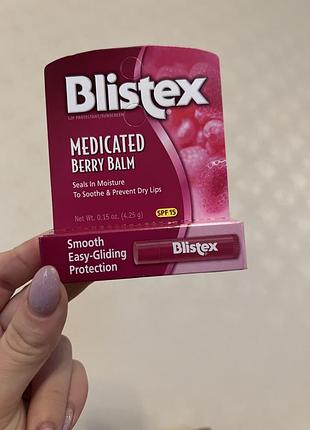 Blistex
LIP PROTECTANT/SUNSCREEN
MEDICATED
BERRY BALM
Seals In Moisture
To Soothe & Prevent Dry Lips
Net Wt. 0.15 oz. (4.25 g)
SPF 15
Smooth
Easy-Gliding
Protection
Blistex